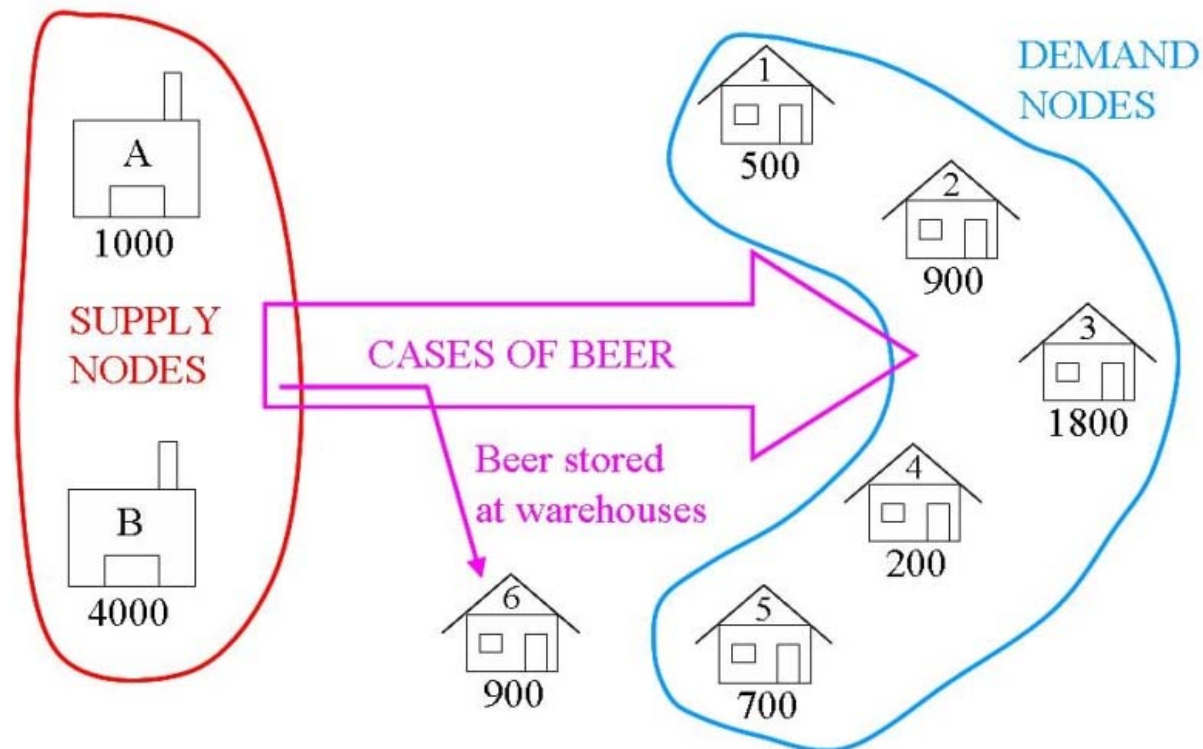 A
1000
SUPPLY
NODES
B
4000
CASES OF BEER
Beer stored
at warehouses
6
900
DEMAND
NODES
1
500
2
900
3
1800
4
200
5
700